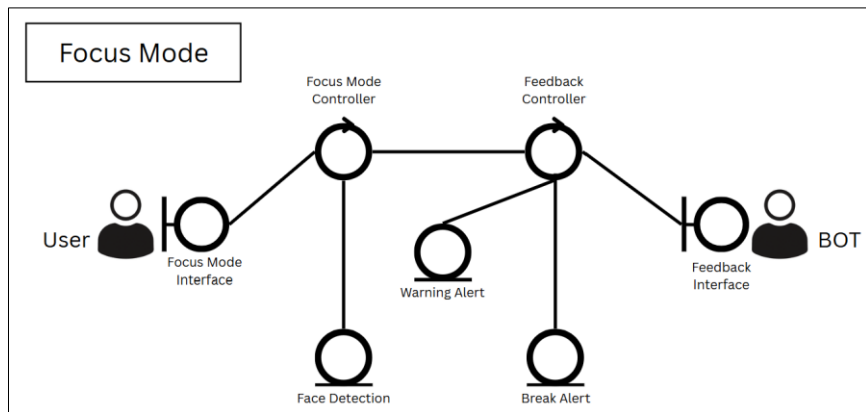 Focus Mode
Focus Mode
Controller
Feedback
Controller
User
Focus Mode
Interface
Warning Alert
Feedback
Interface
BOT
Face Detection
Break Alert